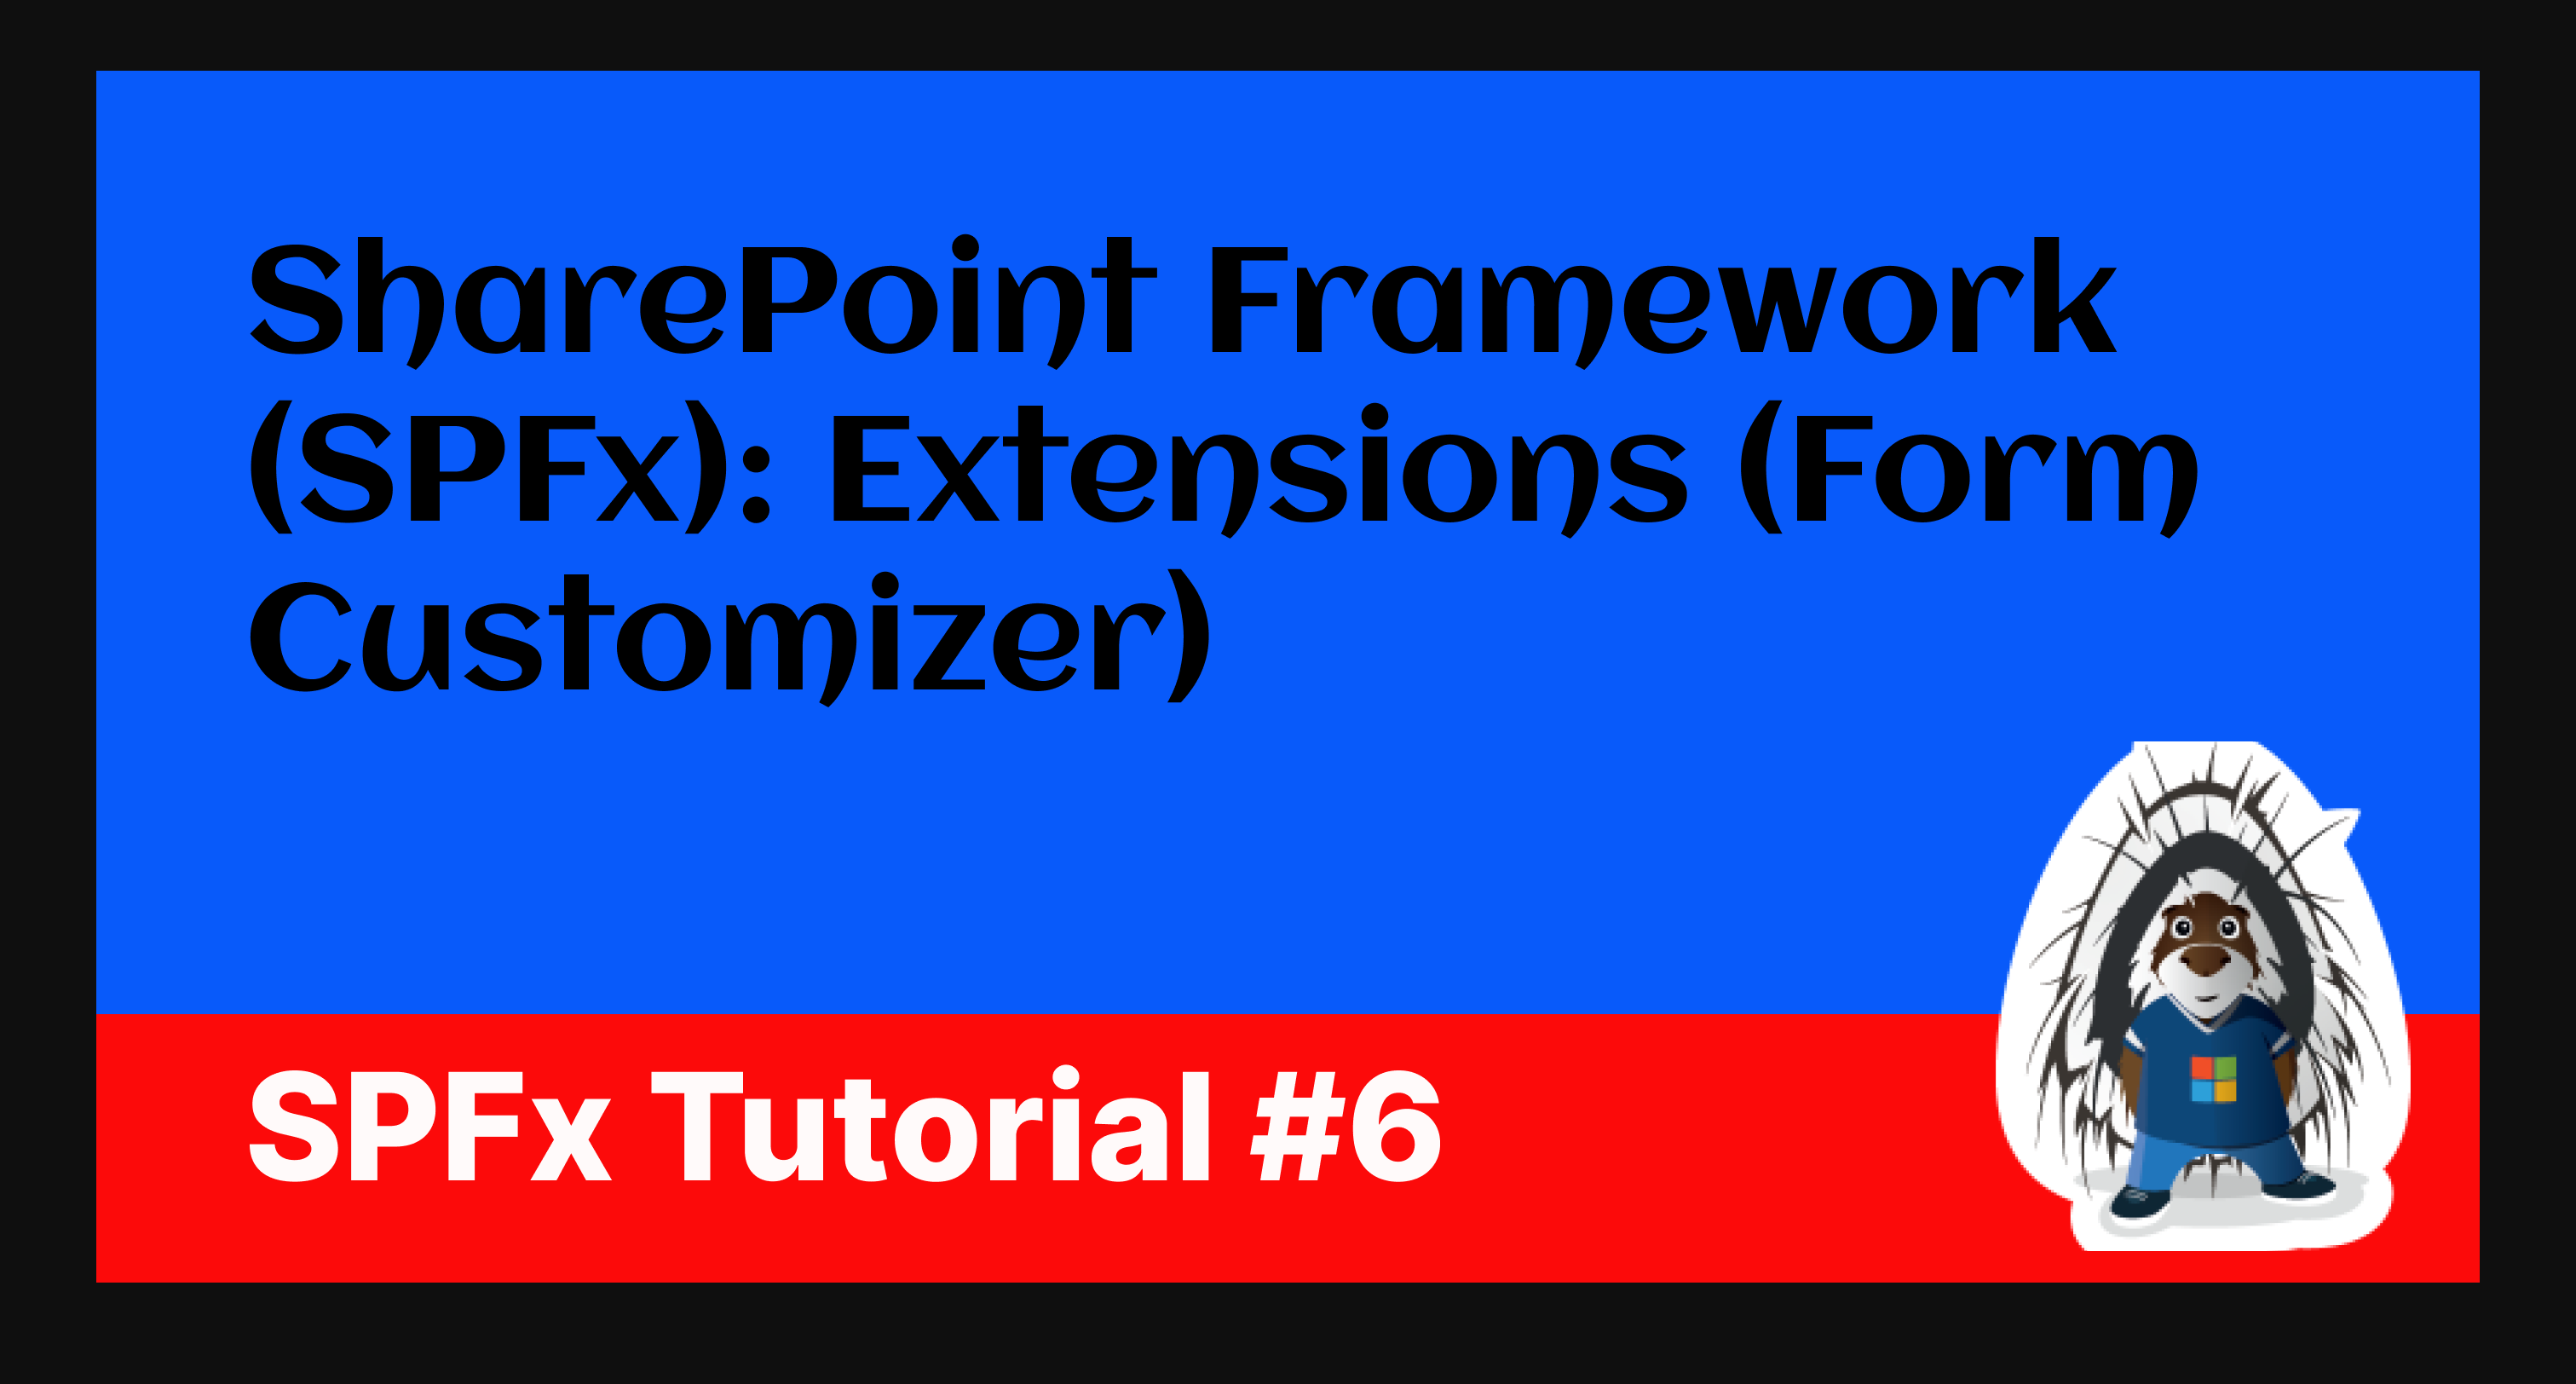 SharePoint Framework
(SPFx): Extensions (Form
Customizer)
SPFx Tutorial #6